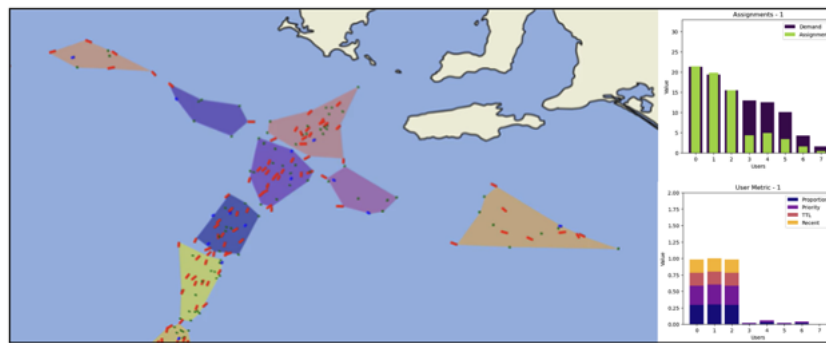 Assignments - 1
Demand
Assignment
30
25
20
15
10
5
0
Value
0 1 2 3 4 5 6 7
Users
User Metric - 1
Proportion
Priority
TTL
Recent
2.00
1.75
1.50
1.25
1.00
0.75
0.50
0.25
0.00
Value
0 1 2 3 4 5 6 7
Users